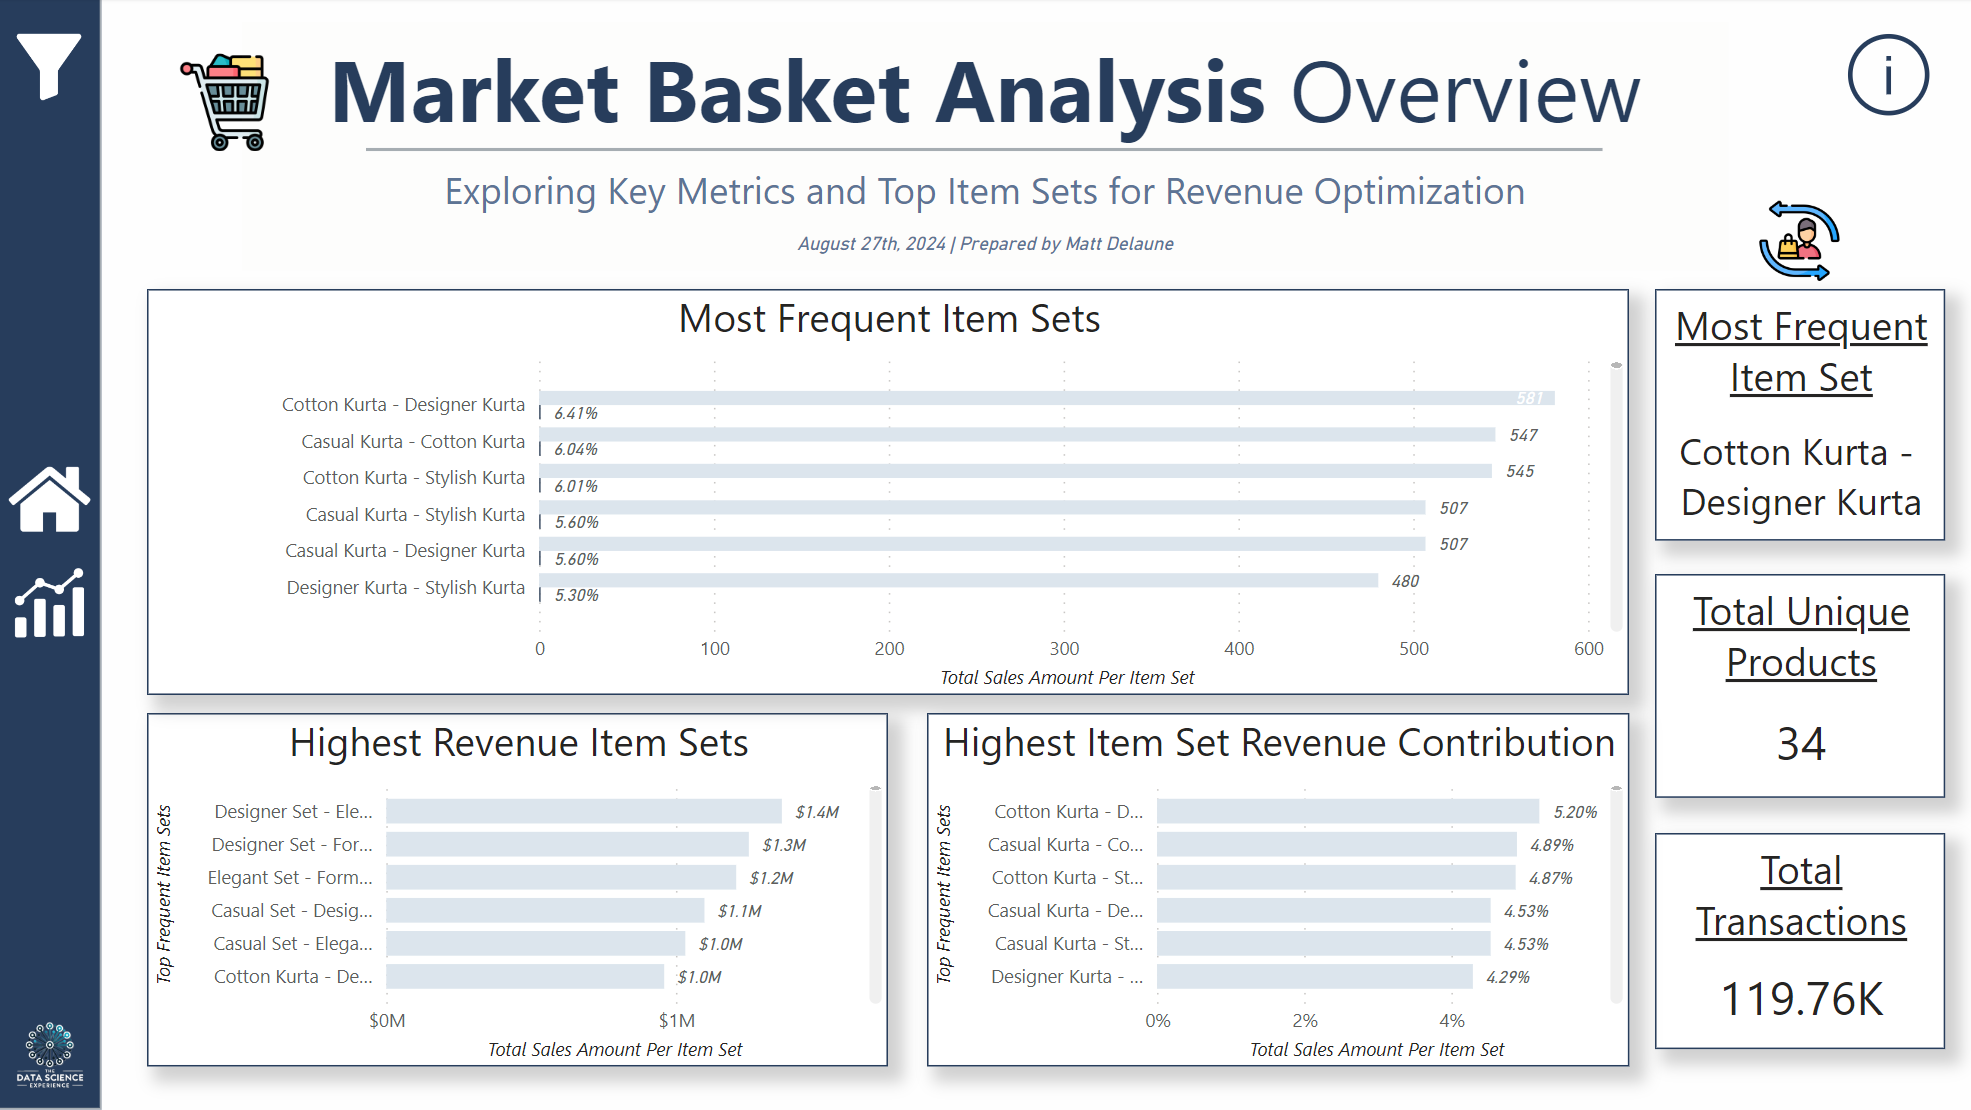 Market Basket Analysis Overview
i
Exploring Key Metrics and Top Item Sets for Revenue Optimization
August 27th, 2024 | Prepared by Matt Delaune
Most Frequent Item Sets
Cotton Kurta - Designer Kurta
581
6.41%
Casual Kurta - Cotton Kurta
547
6.04%
Cotton Kurta - Stylish Kurta
545
6.01%
Casual Kurta - Stylish Kurta
507
5.60%
Casual Kurta - Designer Kurta
507
5.60%
Designer Kurta - Stylish Kurta
480
5.30%
0 100 200 300 400 500 600
Total Sales Amount Per Item Set
Most Frequent
Item Set
Cotton Kurta -
Designer Kurta
Total Unique
Products
34
Total
Transactions
119.76K
Highest Revenue Item Sets
Top Frequent Item Sets
Designer Set - Ele... $1.4M
Designer Set - For... $1.3M
Elegant Set - Form... $1.2M
Casual Set - Desig... $1.1M
Casual Set - Elega... $1.0M
Cotton Kurta - De... $1.0M
$0M $1M
Total Sales Amount Per Item Set
Highest Item Set Revenue Contribution
Top Frequent Item Sets
Cotton Kurta - D... 5.20%
Casual Kurta - Co... 4.89%
Cotton Kurta - St... 4.87%
Casual Kurta - De... 4.53%
Casual Kurta - St... 4.53%
Designer Kurta - ... 4.29%
0% 2% 4%
Total Sales Amount Per Item Set
THE
DATA SCIENCE
EXPERIENCE